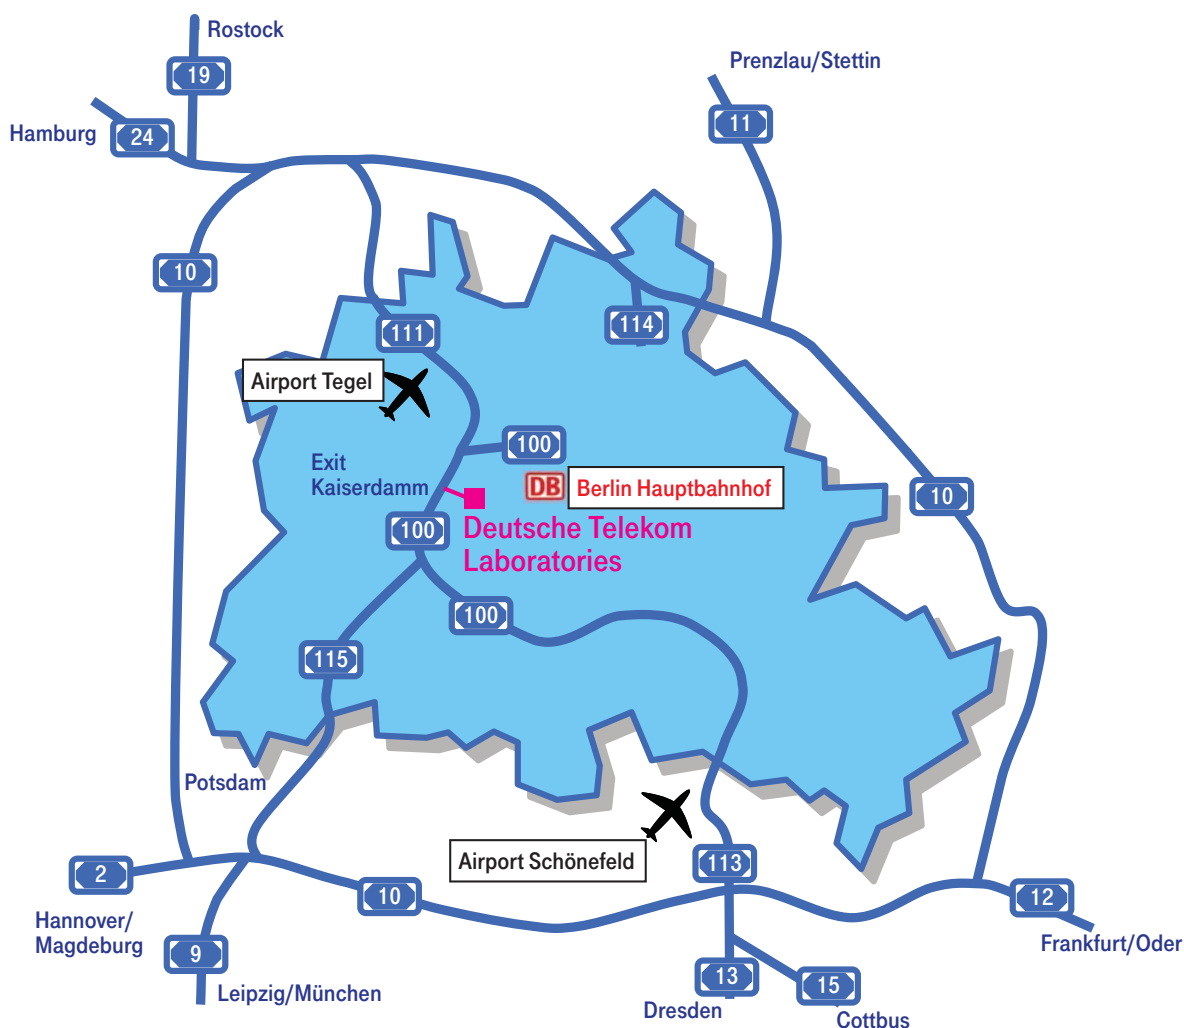 Rostock
19
Prenzlau/Stettin
Hamburg
24
11
10
114
111
Airport Tegel
100
Exit
Kaiserdamm
DB
Berlin Hauptbahnhof
10
100
Deutsche Telekom
Laboratories
100
115
Potsdam
Airport Schönefeld
113
2
10
12
Hannover/
Magdeburg
9
Frankfurt/Oder
13
15
Leipzig/München
Dresden
Cottbus